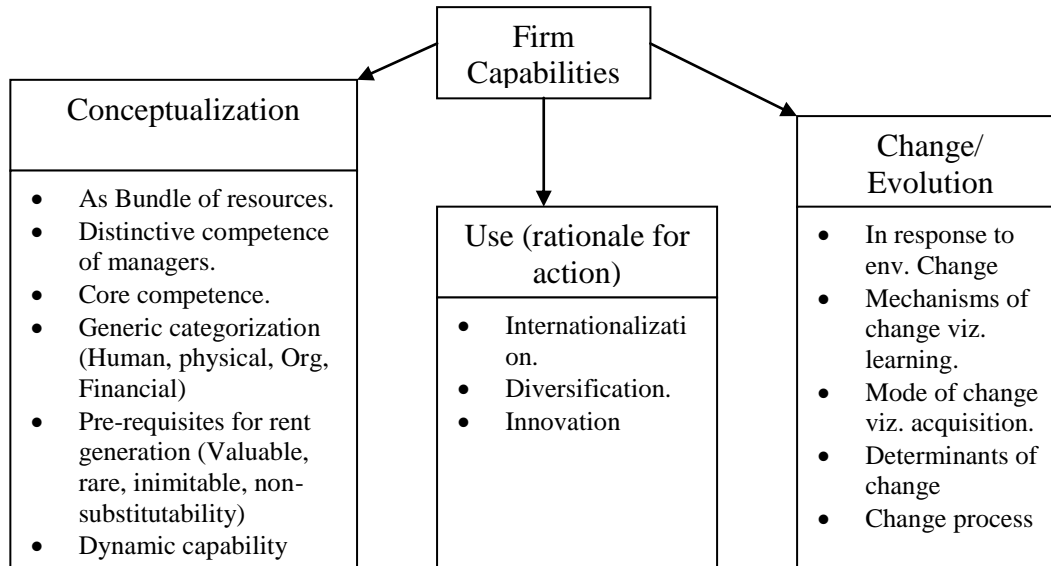 Firm
Capabilities
Conceptualization
• As Bundle of resources.
• Distinctive competence
of managers.
• Core competence.
• Generic categorization
(Human, physical, Org,
Financial)
• Pre-requisites for rent
generation (Valuable,
rare, inimitable, non-
substitutability)
• Dynamic capability
Use (rationale for
action)
• Internationalizati
on.
• Diversification.
• Innovation
Change/
Evolution
• In response to
env. Change
• Mechanisms of
change viz.
learning.
• Mode of change
viz. acquisition.
• Determinants of
change
• Change process